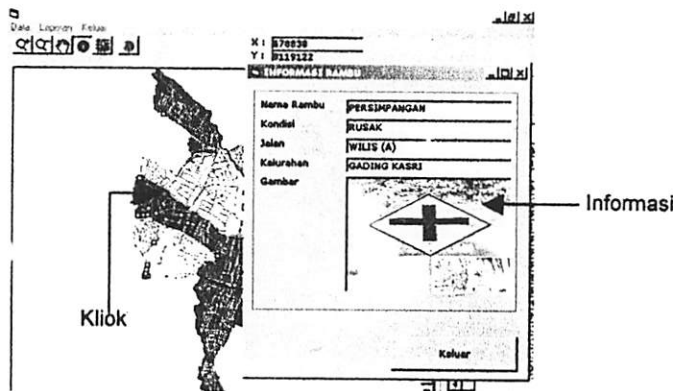 Data Laporan Keluar
X : 678838
Y : 9119122
INFORMASI RAMBU
Nama Rambu PERSIMPANGAN
Kondisi RUSAK
Jalan WILIS (A)
Kelurahan GADING KASRI
Gambar
Informasi
Kliok
Keluar